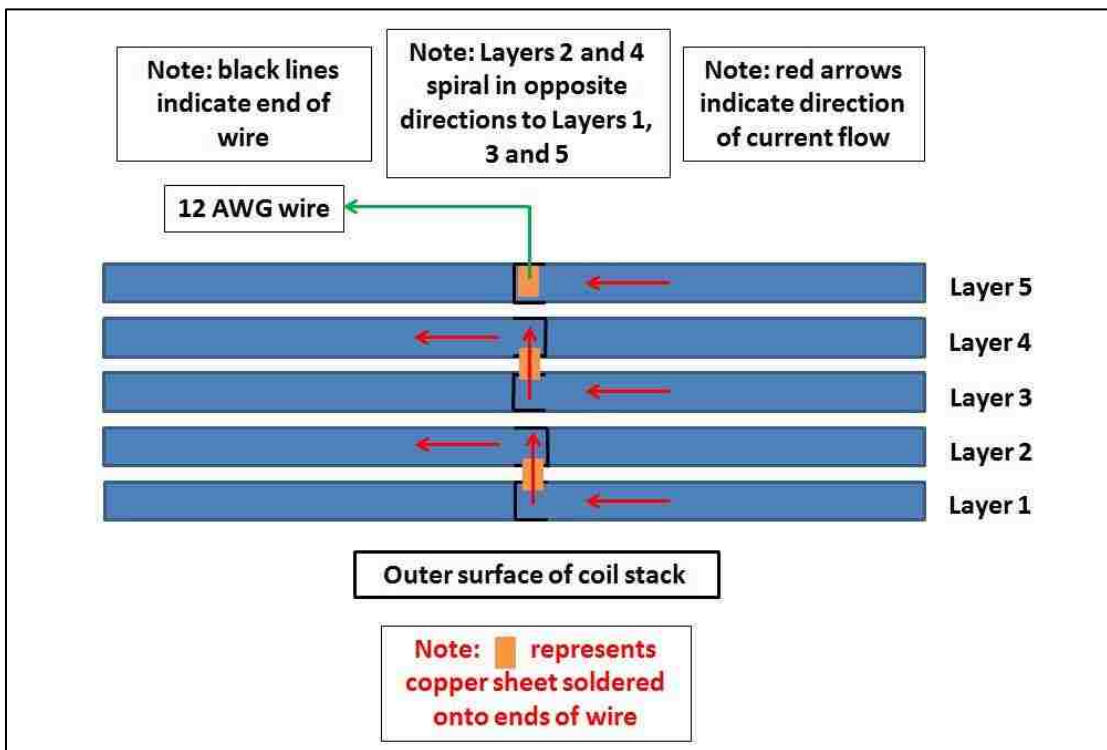 Note: black lines
indicate end of
wire
Note: Layers 2 and 4
spiral in opposite
directions to Layers 1,
3 and 5
Note: red arrows
indicate direction
of current flow
12 AWG wire
Layer 5
Layer 4
Layer 3
Layer 2
Layer 1
Outer surface of coil stack
Note: represents
copper sheet soldered
onto ends of wire